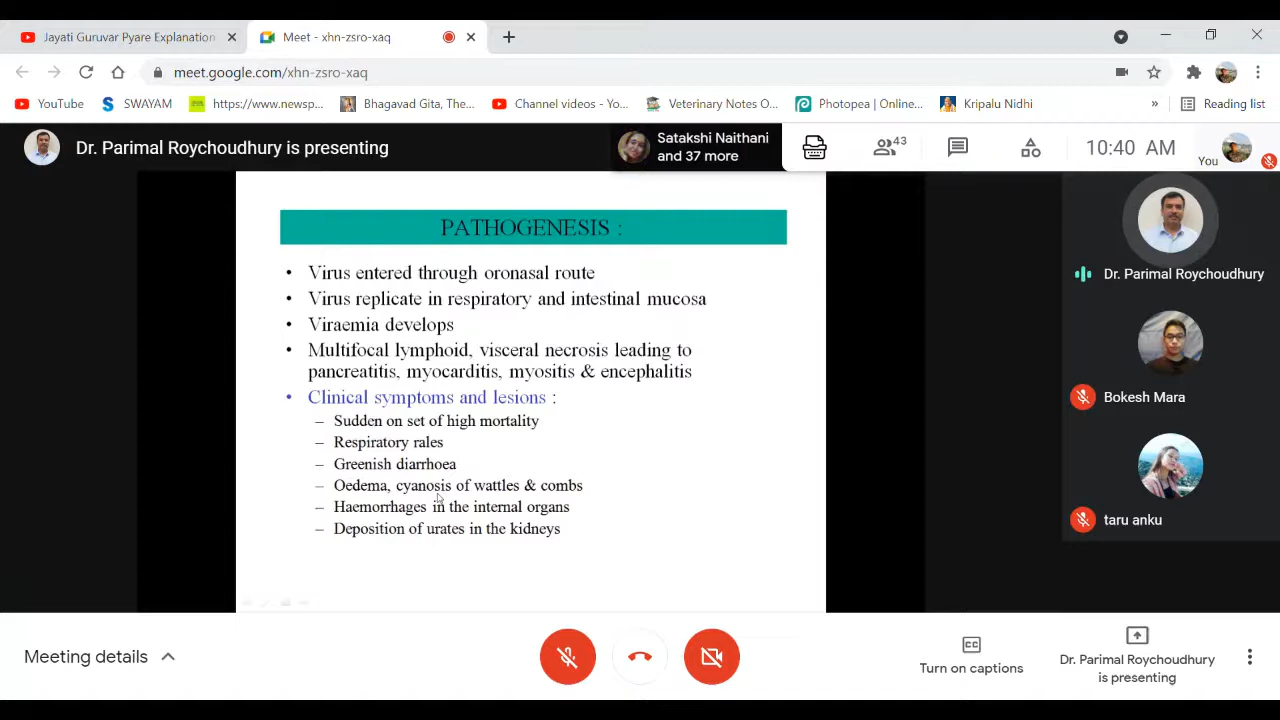 Jayati Guruvar Pyare Explanation
Meet - xhn-zsro-xaq
meet.google.com/xhn-zsro-xaq
YouTube
SWAYAM
https://www.newsp...
Bhagavad Gita, The...
Channel videos - Yo...
Veterinary Notes O...
Photopea | Online...
Kripalu Nidhi
»
Reading list
Dr. Parimal Roychoudhury is presenting
Satakshi Naithani
and 37 more
43
10:40 AM
You
PATHOGENESIS :
• Virus entered through oronasal route
• Virus replicate in respiratory and intestinal mucosa
• Viraemia develops
• Multifocal lymphoid, visceral necrosis leading to
pancreatitis, myocarditis, myositis & encephalitis
• Clinical symptoms and lesions :
– Sudden on set of high mortality
– Respiratory rales
– Greenish diarrhoea
– Oedema, cyanosis of wattles & combs
– Haemorrhages in the internal organs
– Deposition of urates in the kidneys
Dr. Parimal Roychoudhury
Bokesh Mara
taru anku
Meeting details
CC
Turn on captions
Dr. Parimal Roychoudhury
is presenting